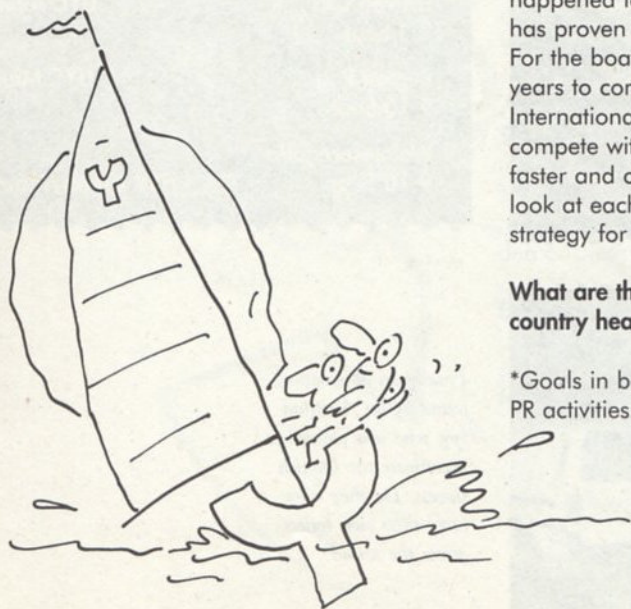 has proven
For the boa
years to cor
Internationa
compete wit
faster and c
look at each
strategy for
What are th
country hea
*Goals in b
PR activities